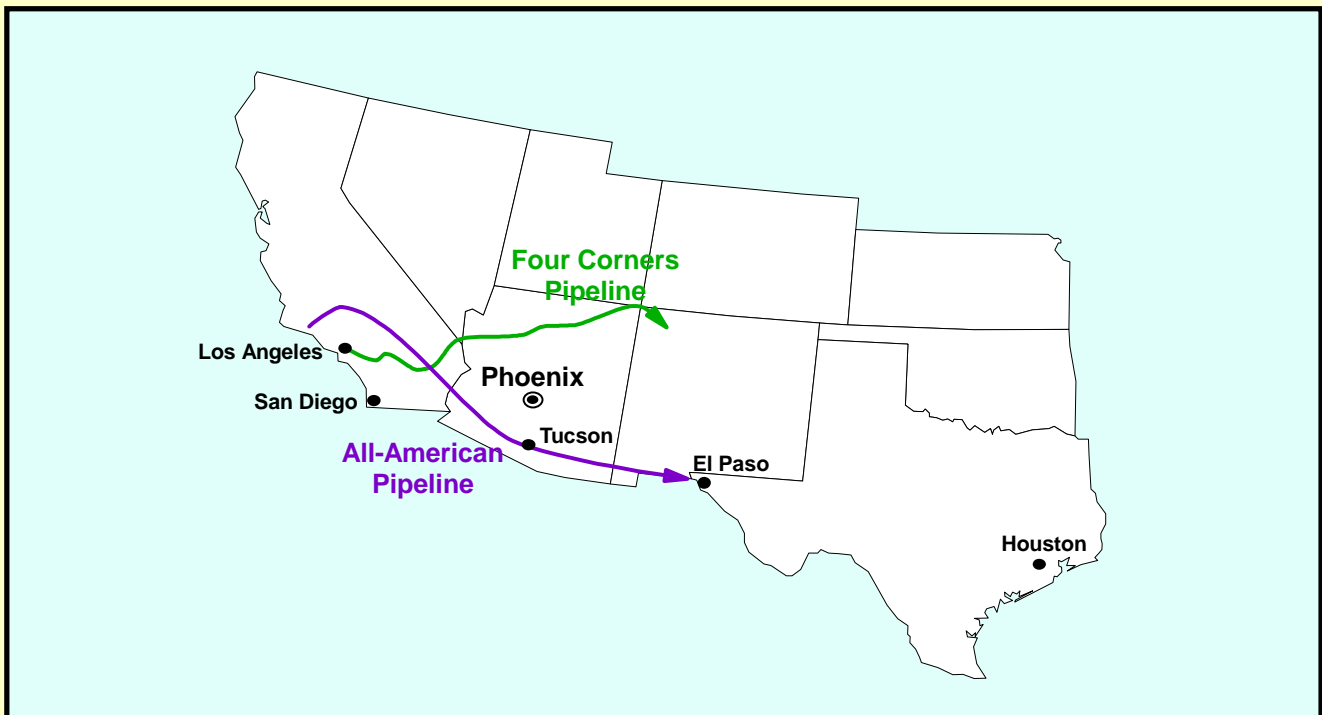 Four Corners
Pipeline
Los Angeles
Phoenix
San Diego
Tucson
All-American
Pipeline
El Paso
Houston